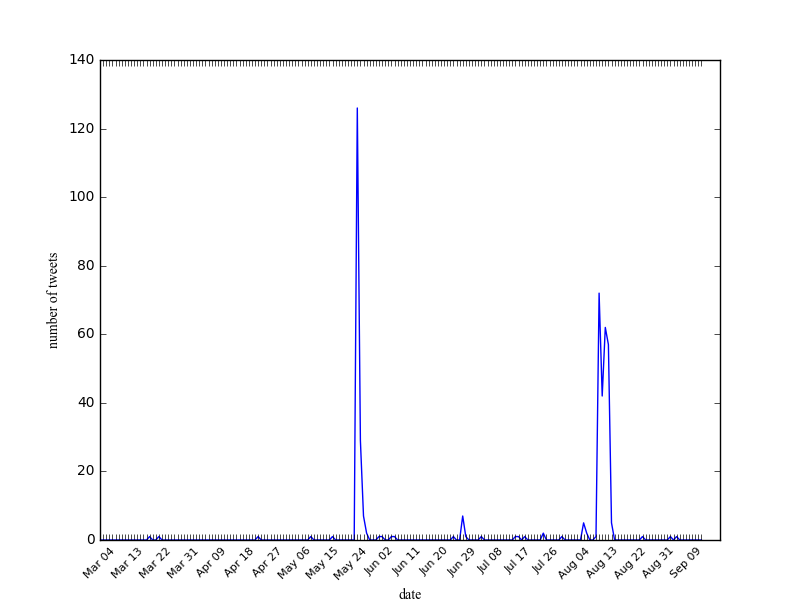 140
120
100
80
60
40
20
0
number of tweets
Mar 04
Mar 13
Mar 22
Mar 31
Apr 09
Apr 18
Apr 27
May 06
May 15
May 24
Jun 02
Jun 11
Jun 20
Jun 29
Jul 08
Jul 17
Jul 26
Aug 04
Aug 13
Aug 22
Aug 31
Sep 09
date